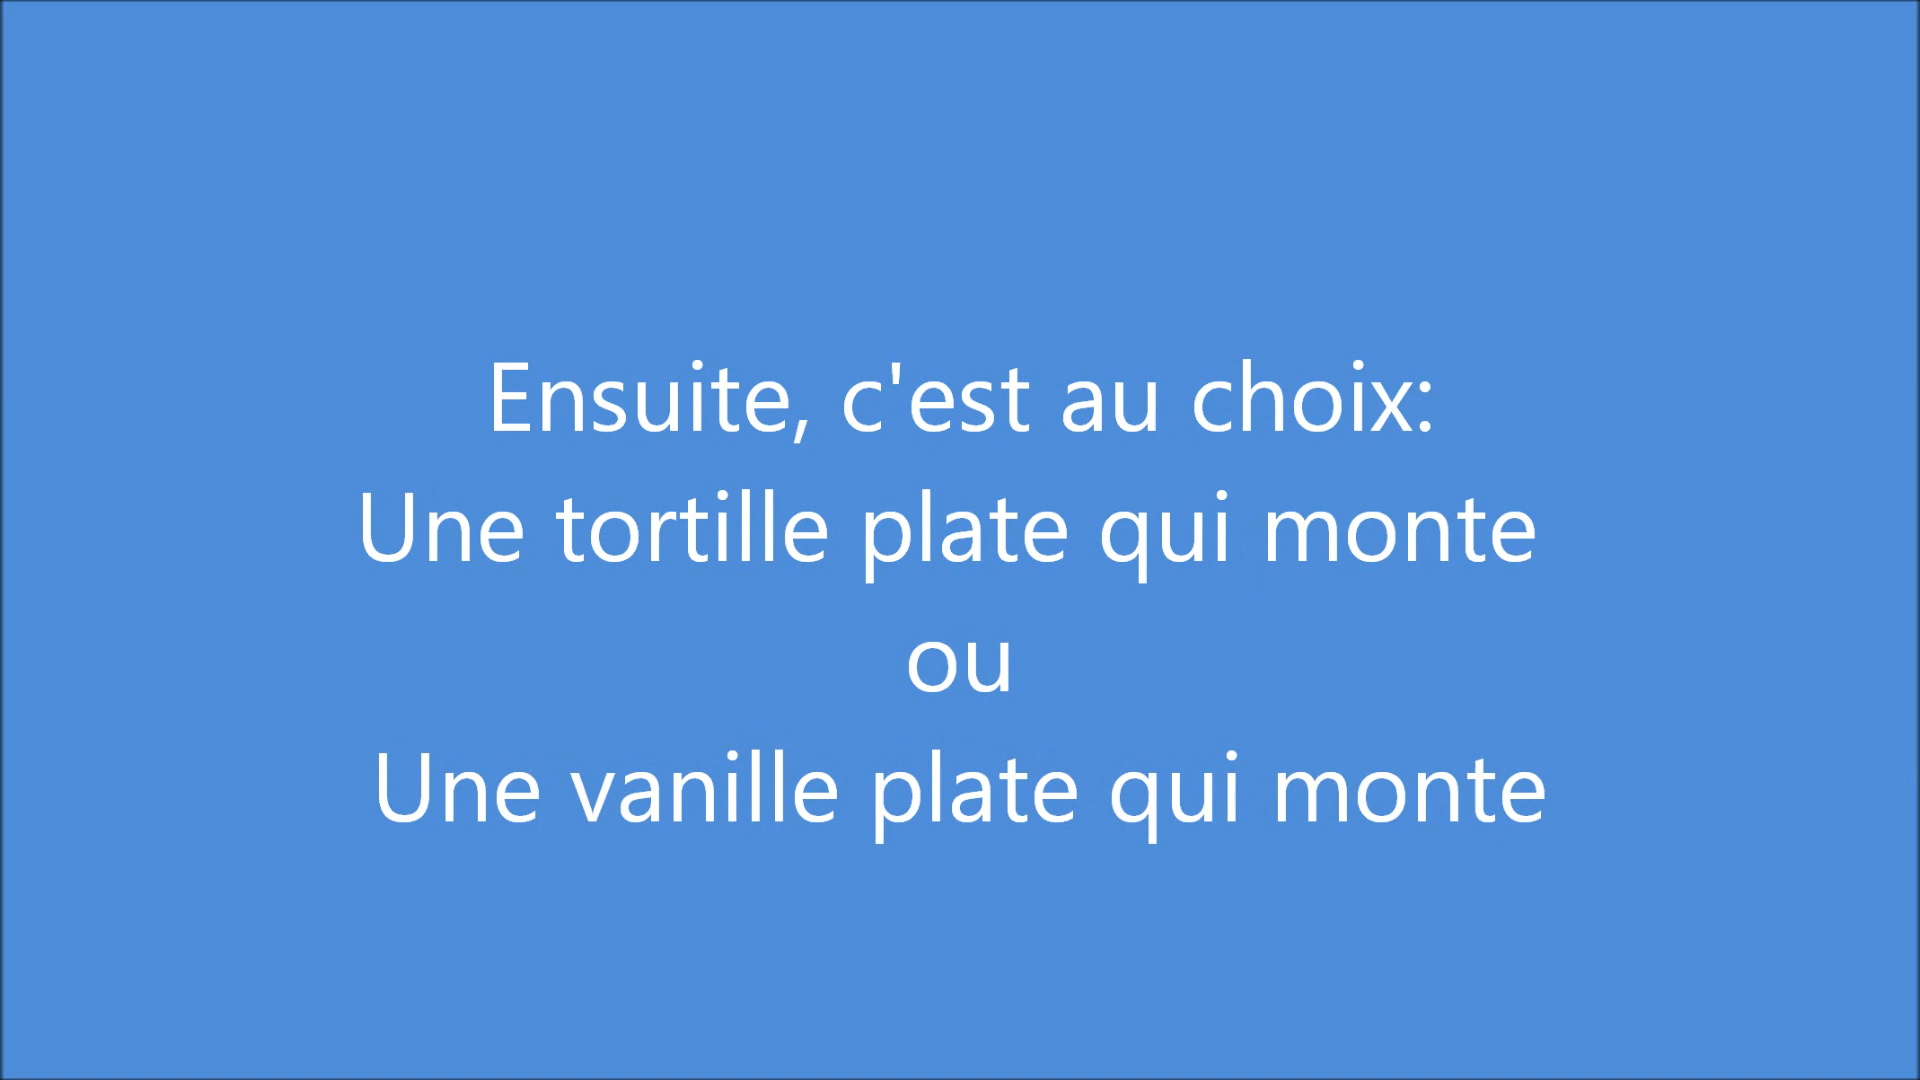 Ensuite, c'est au choix:
Une tortille plate qui monte
ou
Une vanille plate qui monte